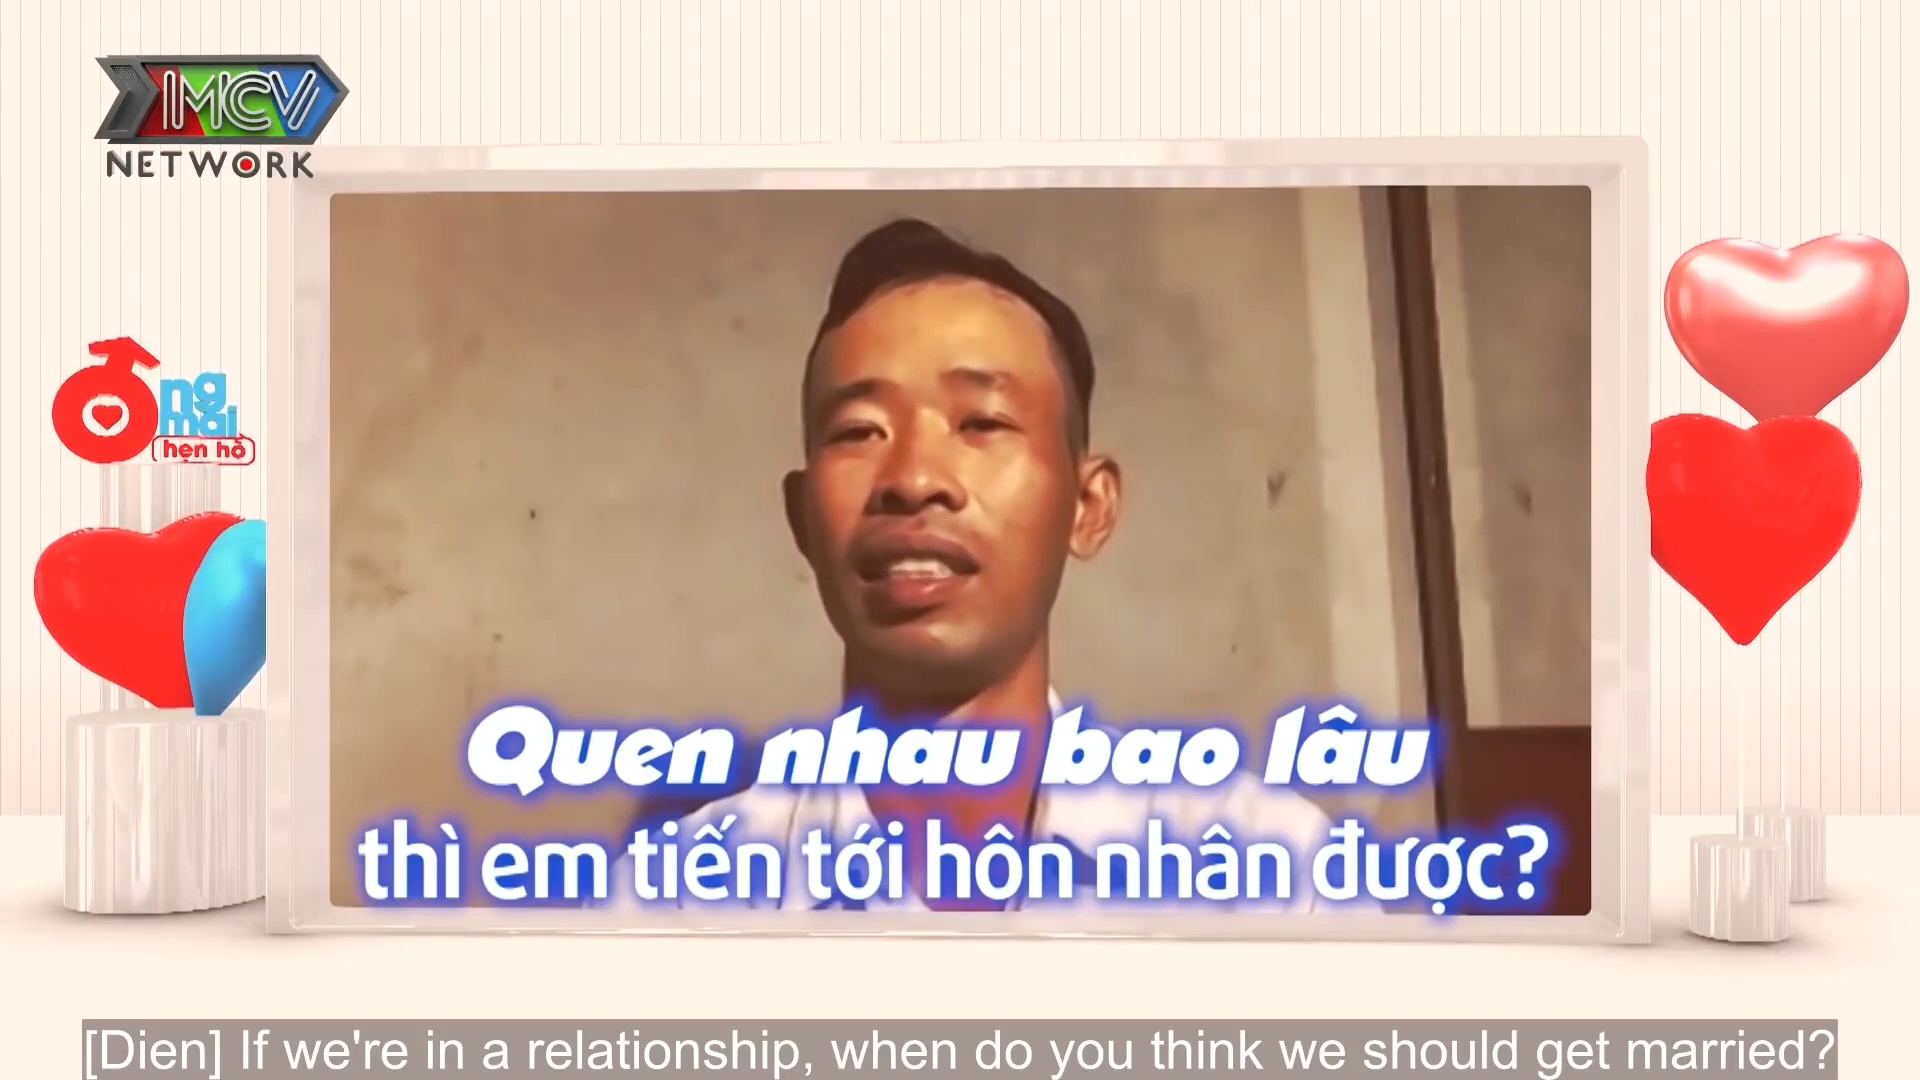 MCV
NETWORK
Ông
mai
hẹn hò
Quen nhau bao lâu
thì em tiến tới hôn nhân được?
[Dien] If we're in a relationship, when do you think we should get married?